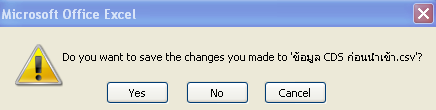 Microsoft Office Excel
Do you want to save the changes you made to 'ข้อมูล CDS ก่อนนำเข้า.csv'?
Yes
No
Cancel